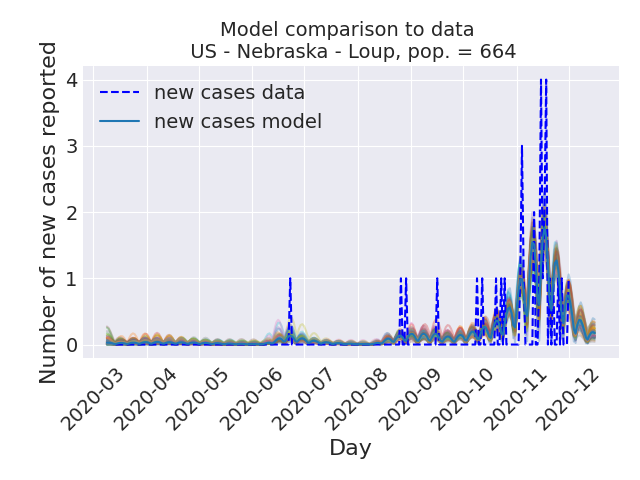 Model comparison to data
US - Nebraska - Loup, pop. = 664
Number of new cases reported
4
3
2
1
0
new cases data
new cases model
2020-03
2020-04
2020-05
2020-06
2020-07
2020-08
2020-09
2020-10
2020-11
2020-12
Day